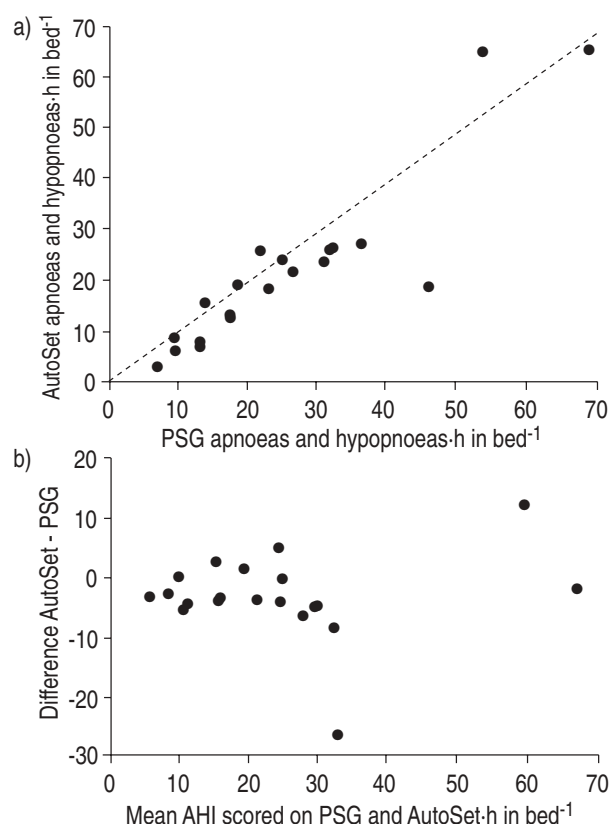 a)
70
60
50
40
30
20
10
0
AutoSet apnoeas and hypopnoeas·h in bed-1
0 10 20 30 40 50 60 70
PSG apnoeas and hypopnoeas·h in bed-1
b)
20
10
0
-10
-20
-30
Difference AutoSet - PSG
0 10 20 30 40 50 60 70
Mean AHI scored on PSG and AutoSet·h in bed-1